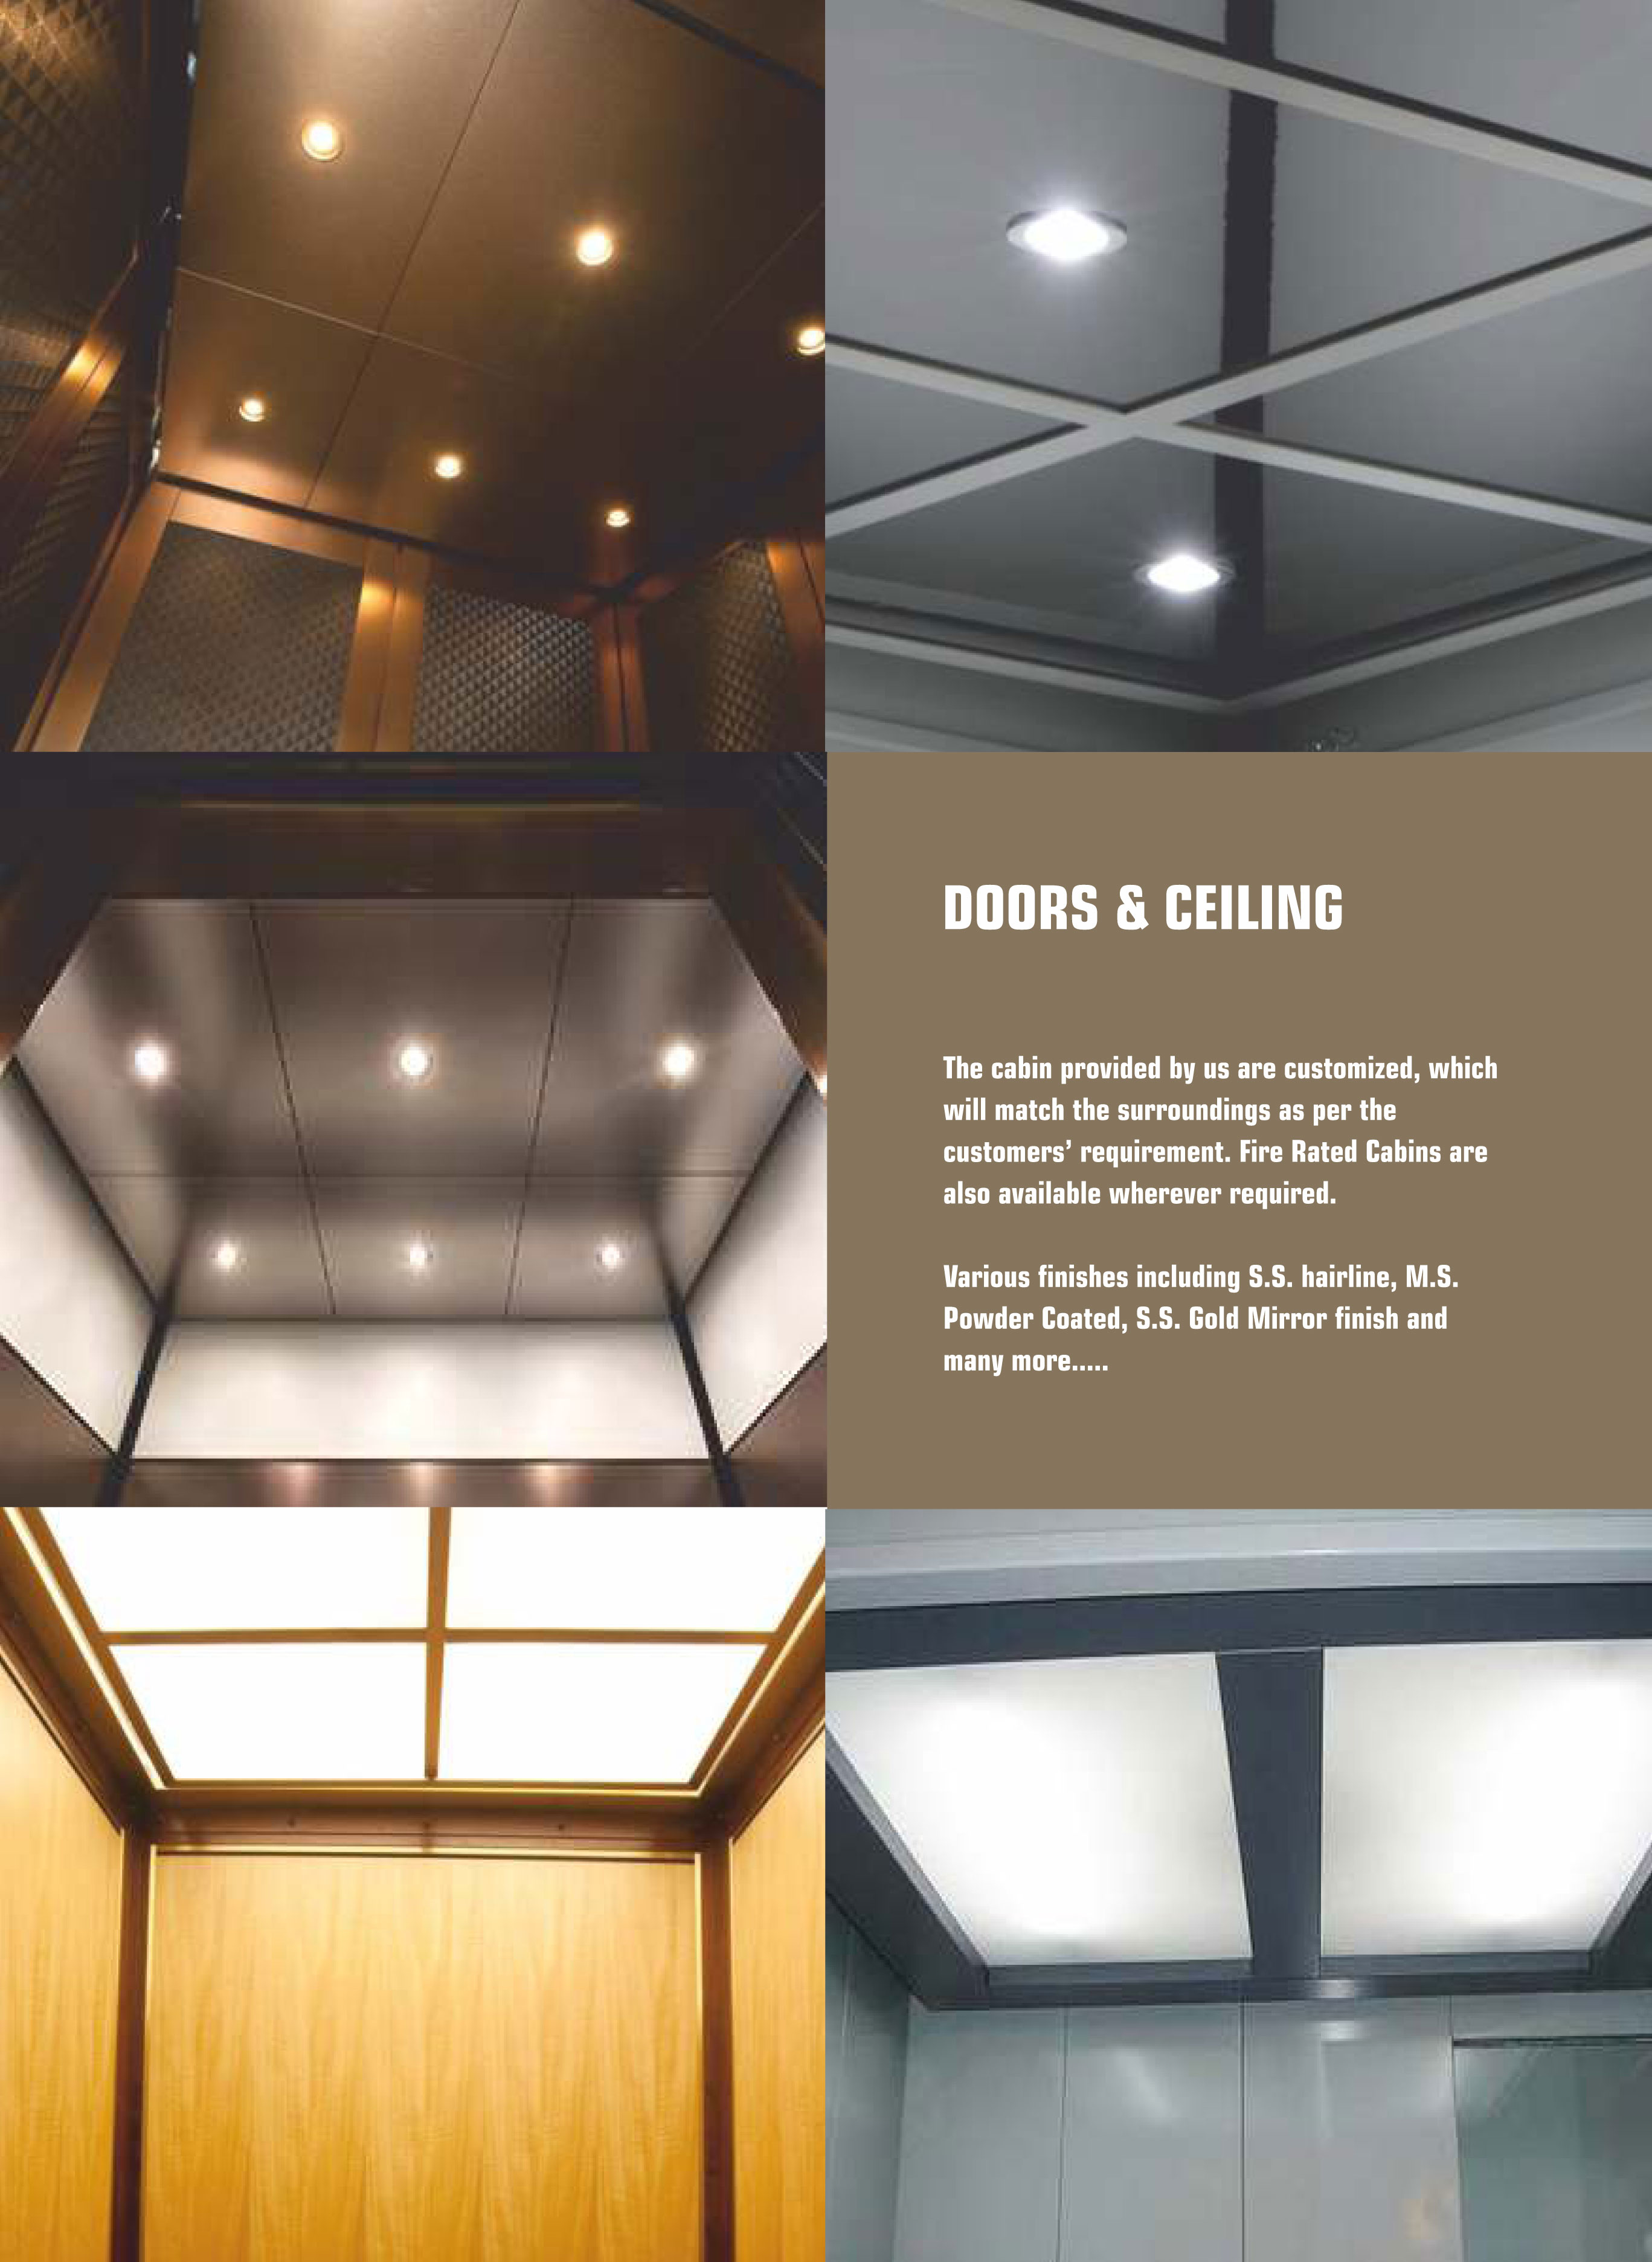 DOORS & CEILING
The cabin provided by us are customized, which
will match the surroundings as per the
customers’ requirement. Fire Rated Cabins are
also available wherever required.
Various finishes including S.S. hairline, M.S.
Powder Coated, S.S. Gold Mirror finish and
many more.....